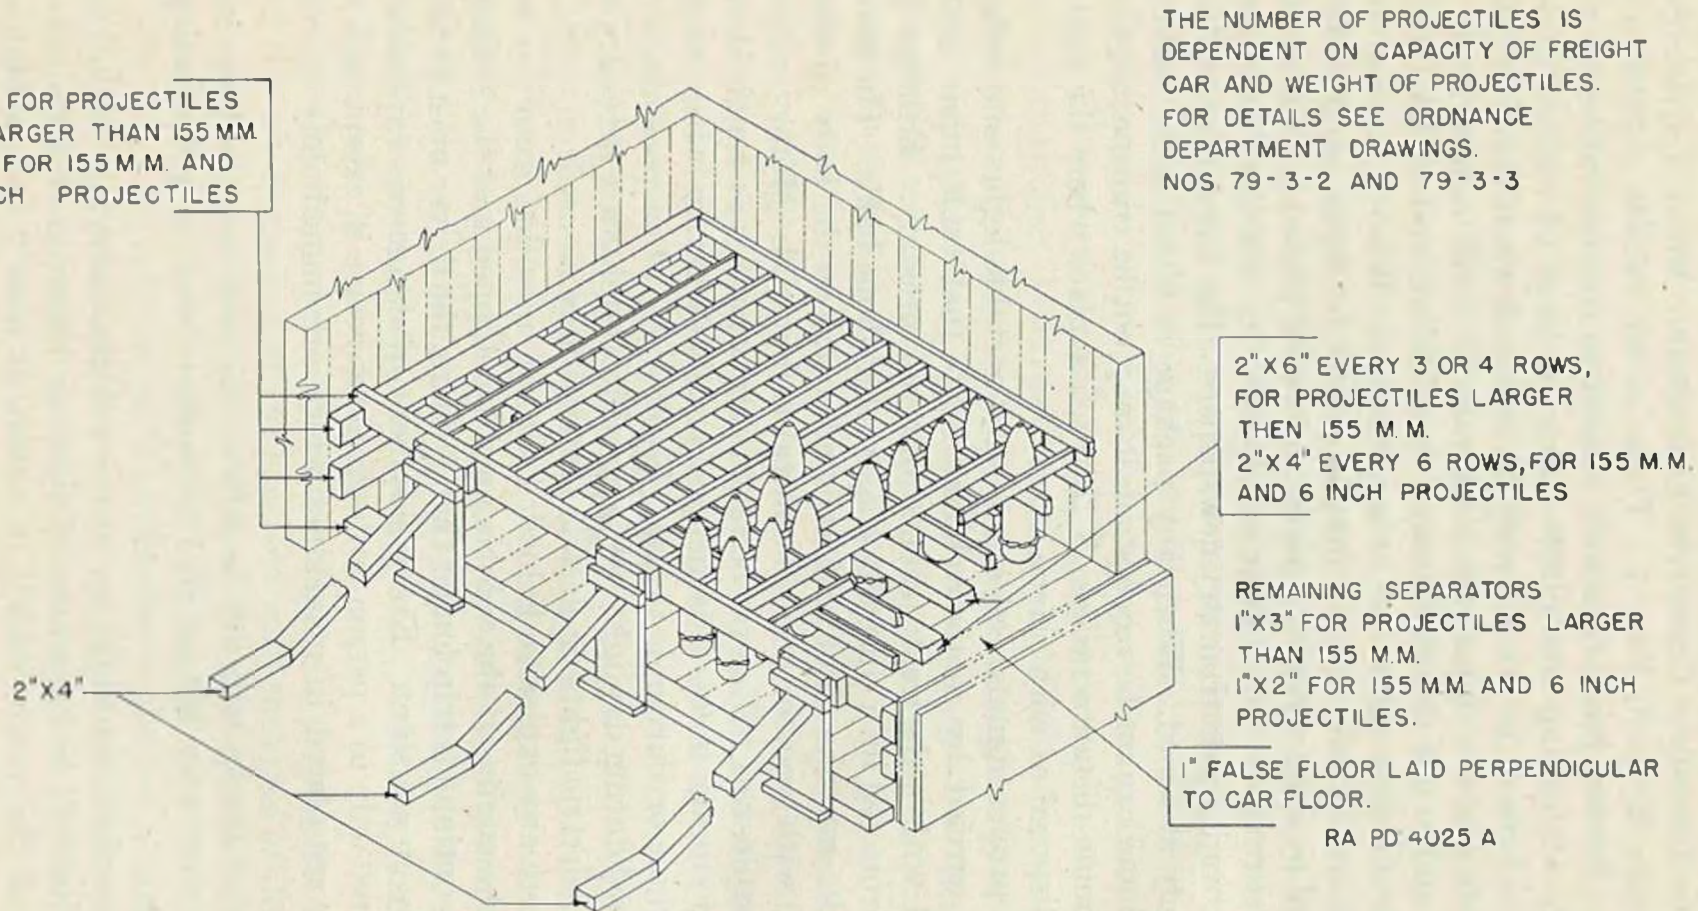 THE NUMBER OF PROJECTILES IS
DEPENDENT ON CAPACITY OF FREIGHT
CAR AND WEIGHT OF PROJECTILES.
FOR DETAILS SEE ORDNANCE
DEPARTMENT DRAWINGS.
NOS. 79-3-2 AND 79-3-3
FOR PROJECTILES
THAN 155 M.M.
FOR 155 M.M. AND
PROJECTILES
2"X6" EVERY 3 OR 4 ROWS,
FOR PROJECTILES LARGER
THEN 155 M.M.
2"X4" EVERY 6 ROWS, FOR 155 M.M.
AND 6 INCH PROJECTILES
REMAINING SEPARATORS
1"X3" FOR PROJECTILES LARGER
THAN 155 M.M.
1"X2" FOR 155 M.M. AND 6 INCH
PROJECTILES.
2"X4"
1" FALSE FLOOR LAID PERPENDICULAR
TO CAR FLOOR.
RA PD 4025 A